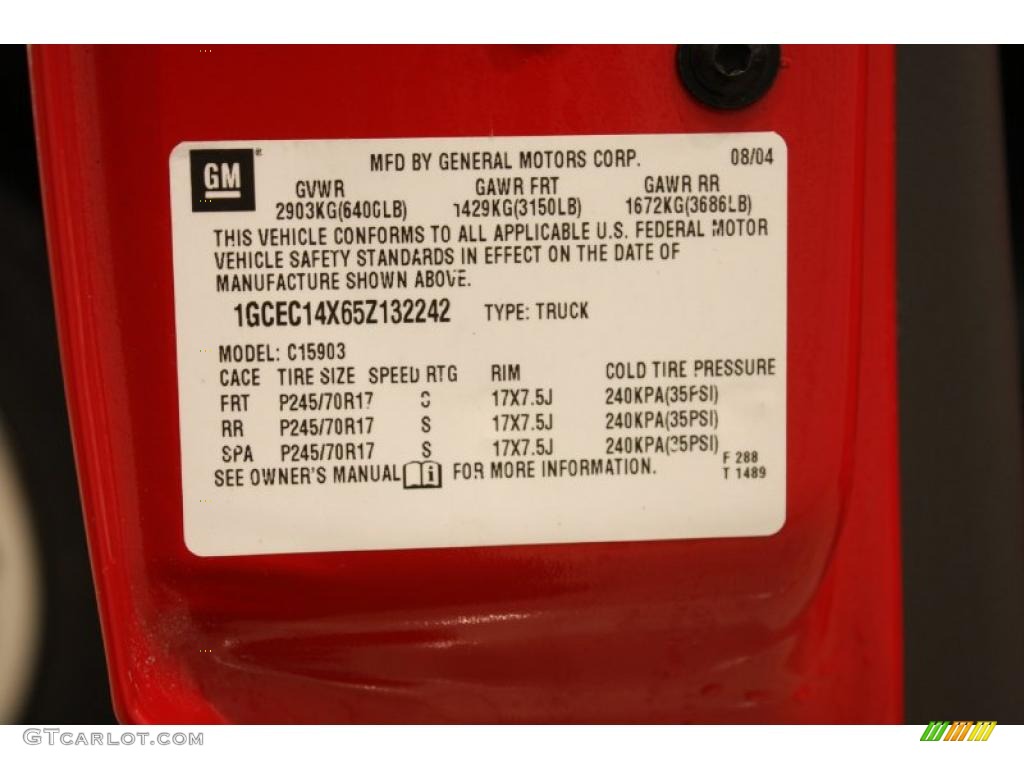 GM
MFD BY GENERAL MOTORS CORP. 08/04
GVWR GAWR FRT GAWR RR
2903KG(6400LB) 1429KG(3150LB) 1672KG(3686LB)
THIS VEHICLE CONFORMS TO ALL APPLICABLE U.S. FEDERAL MOTOR
VEHICLE SAFETY STANDARDS IN EFFECT ON THE DATE OF
MANUFACTURE SHOWN ABOVE.
1GCEC14X65Z132242 TYPE: TRUCK
MODEL: C15903
CACE TIRE SIZE SPEED RTG RIM COLD TIRE PRESSURE
FRT P245/70R17 S 17X7.5J 240KPA(35PSI)
RR P245/70R17 S 17X7.5J 240KPA(35PSI)
SPA P245/70R17 S 17X7.5J 240KPA(35PSI)
F 288
SEE OWNER'S MANUAL i FOR MORE INFORMATION.
T 1489
GTCARLOT.COM